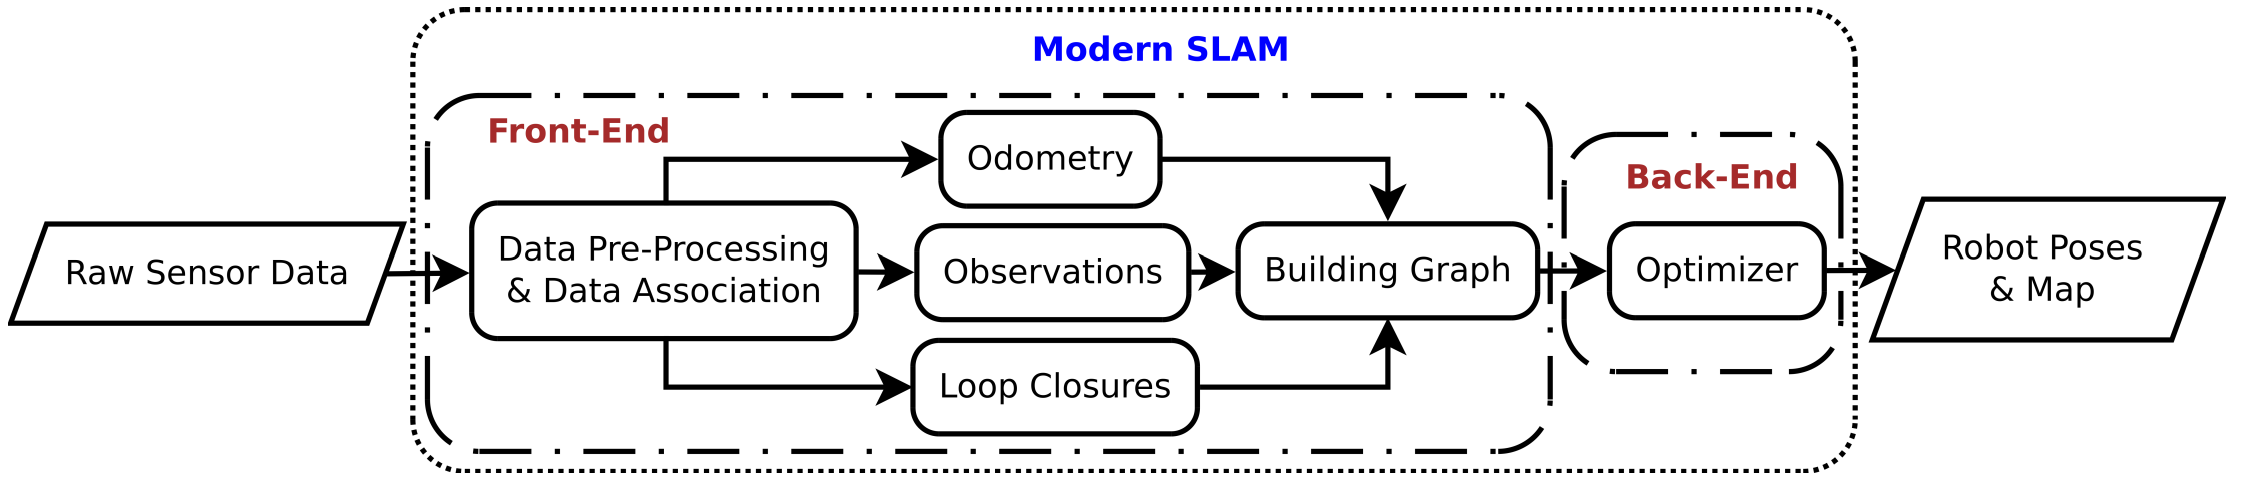 Modern SLAM
Front-End
Back-End
Raw Sensor Data
Data Pre-Processing
& Data Association
Odometry
Observations
Loop Closures
Building Graph
Optimizer
Robot Poses
& Map